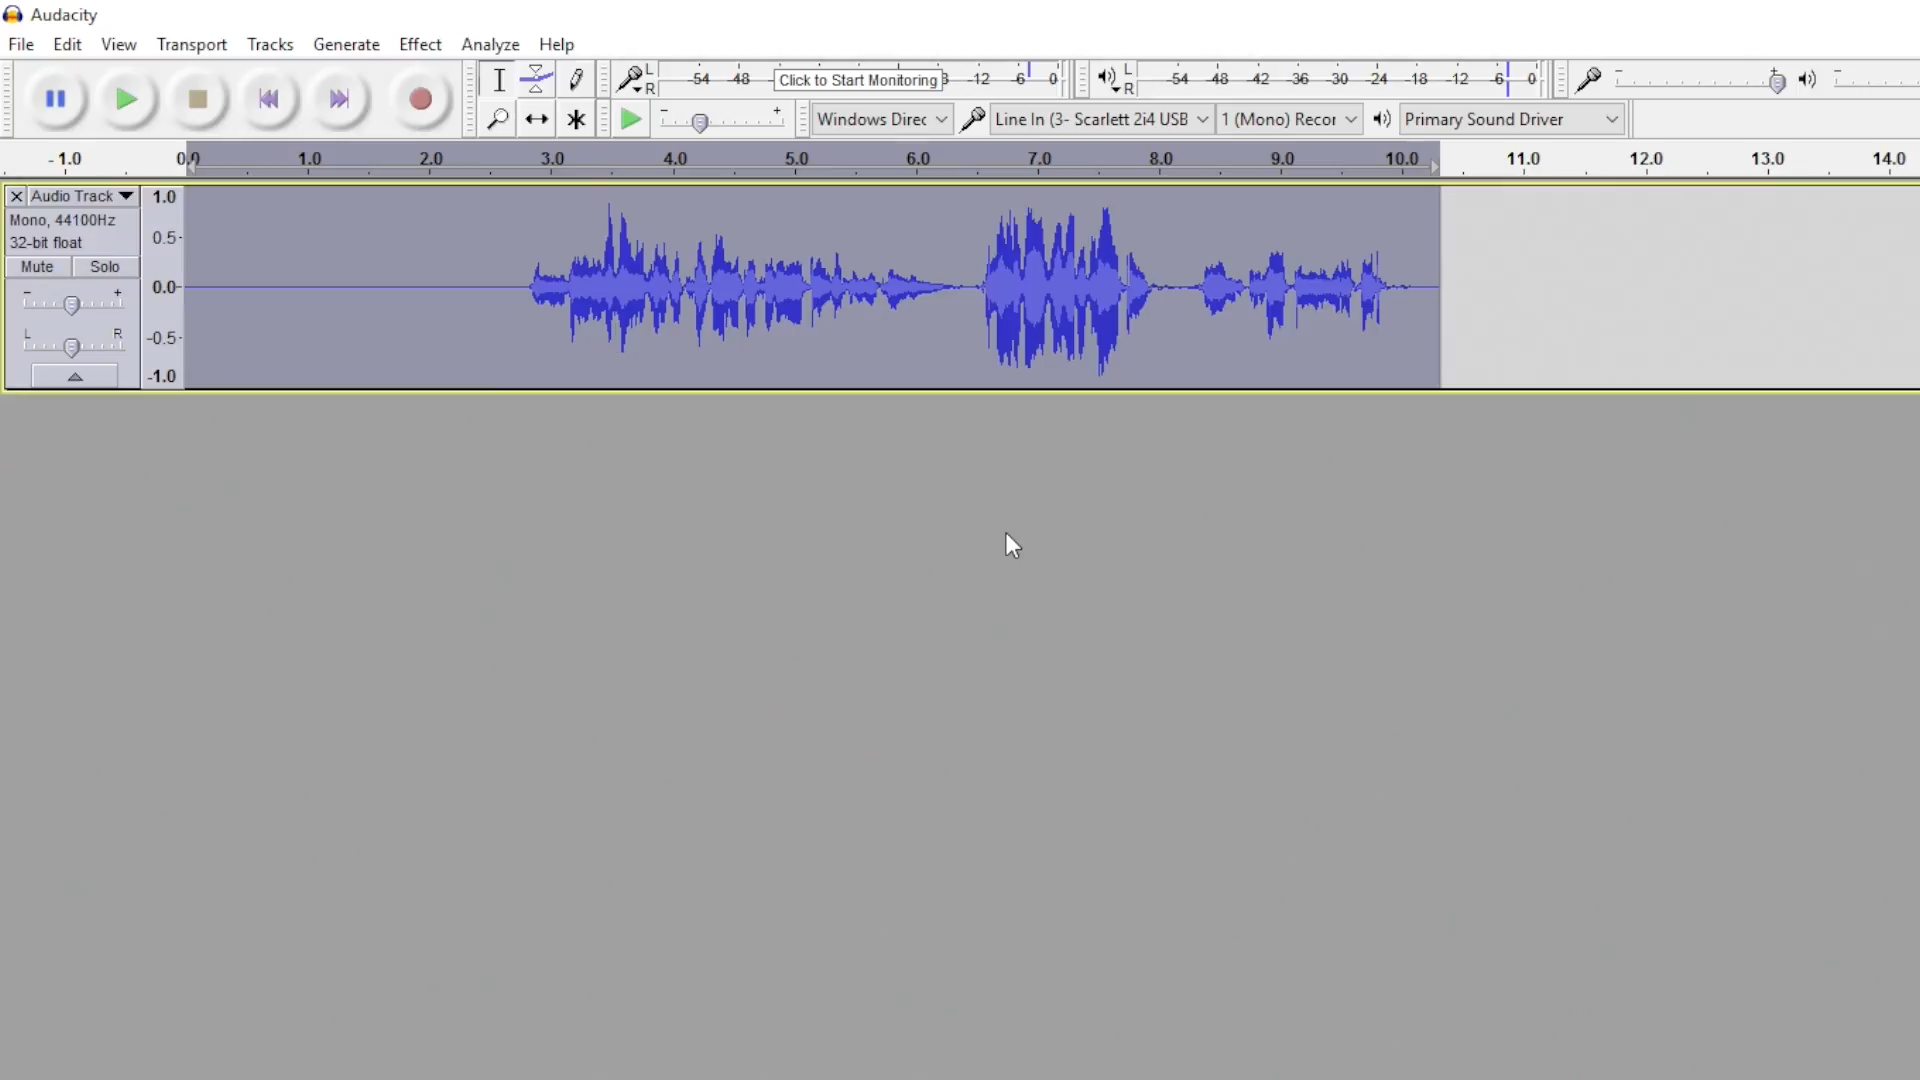 Audacity
File Edit View Transport Tracks Generate Effect Analyze Help
L R -54 -48 - Click to Start Monitoring 3 -12 -6 0 L R -54 -48 -42 -36 -30 -24 -18 -12 -6 0 - + -
- + Windows Direc Line In (3- Scarlett 2i4 USB 1 (Mono) Recor Primary Sound Driver
-1.0 0.0 1.0 2.0 3.0 4.0 5.0 6.0 7.0 8.0 9.0 10.0 11.0 12.0 13.0 14.0
Audio Track 1.0
Mono, 44100Hz
32-bit float 0.5-
Mute Solo
- + 0.0-
L R -0.5-
-1.0